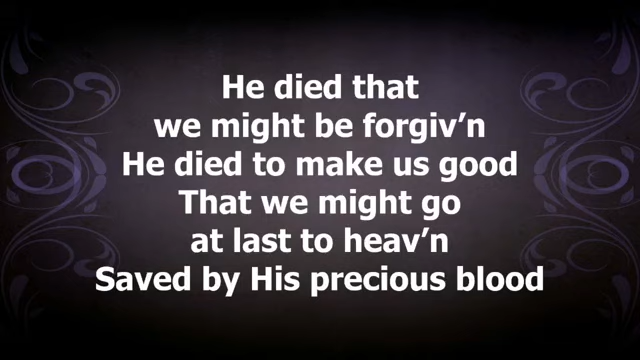 He died that
we might be forgiv’n
He died to make us good
That we might go
at last to heav’n
Saved by His precious blood